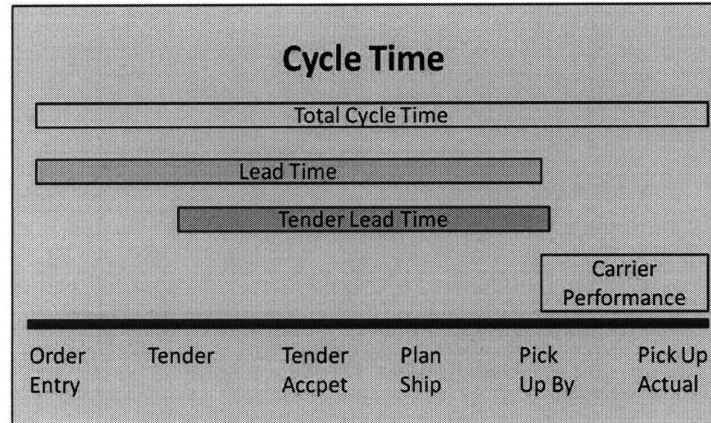 Cycle Time
Total Cycle Time
Lead Time
Tender Lead Time
Carrier
Performance
Order
Entry
Tender
Tender
Accpet
Plan
Ship
Pick
Up By
Pick Up
Actual